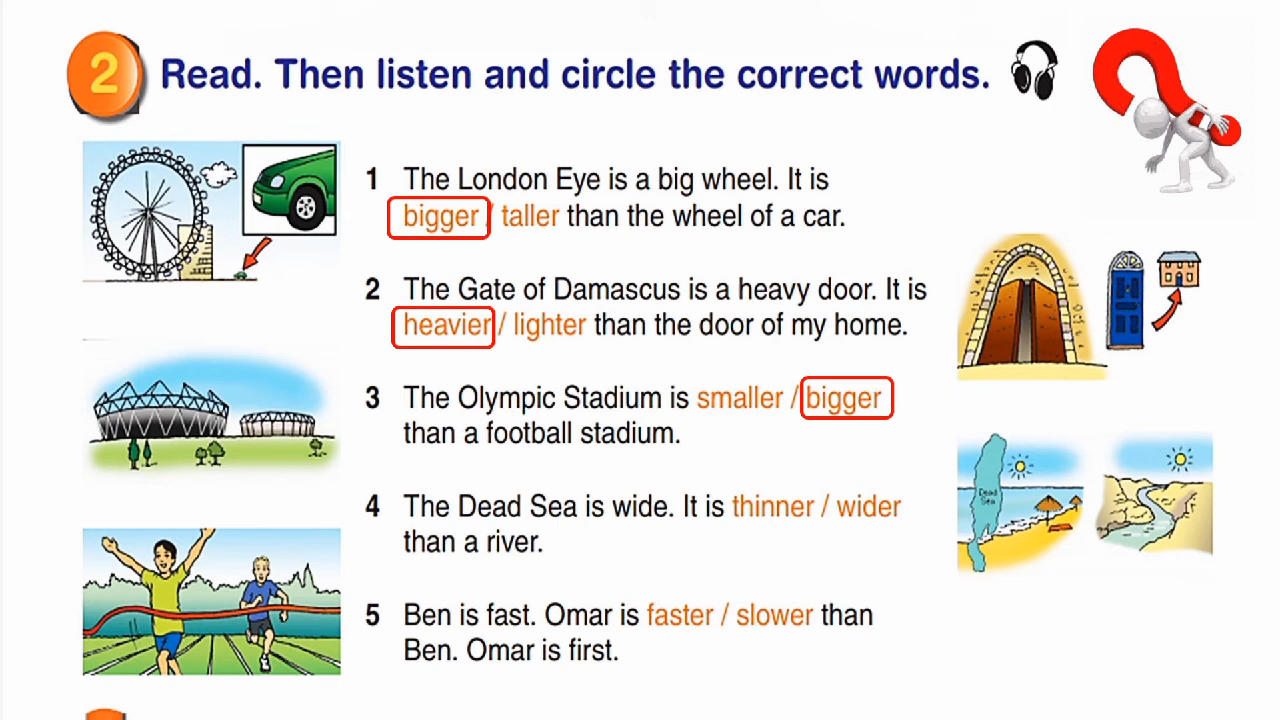 2 Read. Then listen and circle the correct words.
1 The London Eye is a big wheel. It is
bigger / taller than the wheel of a car.
2 The Gate of Damascus is a heavy door. It is
heavier / lighter than the door of my home.
3 The Olympic Stadium is smaller / bigger
than a football stadium.
Dead
Sea
4 The Dead Sea is wide. It is thinner / wider
than a river.
5 Ben is fast. Omar is faster / slower than
Ben. Omar is first.